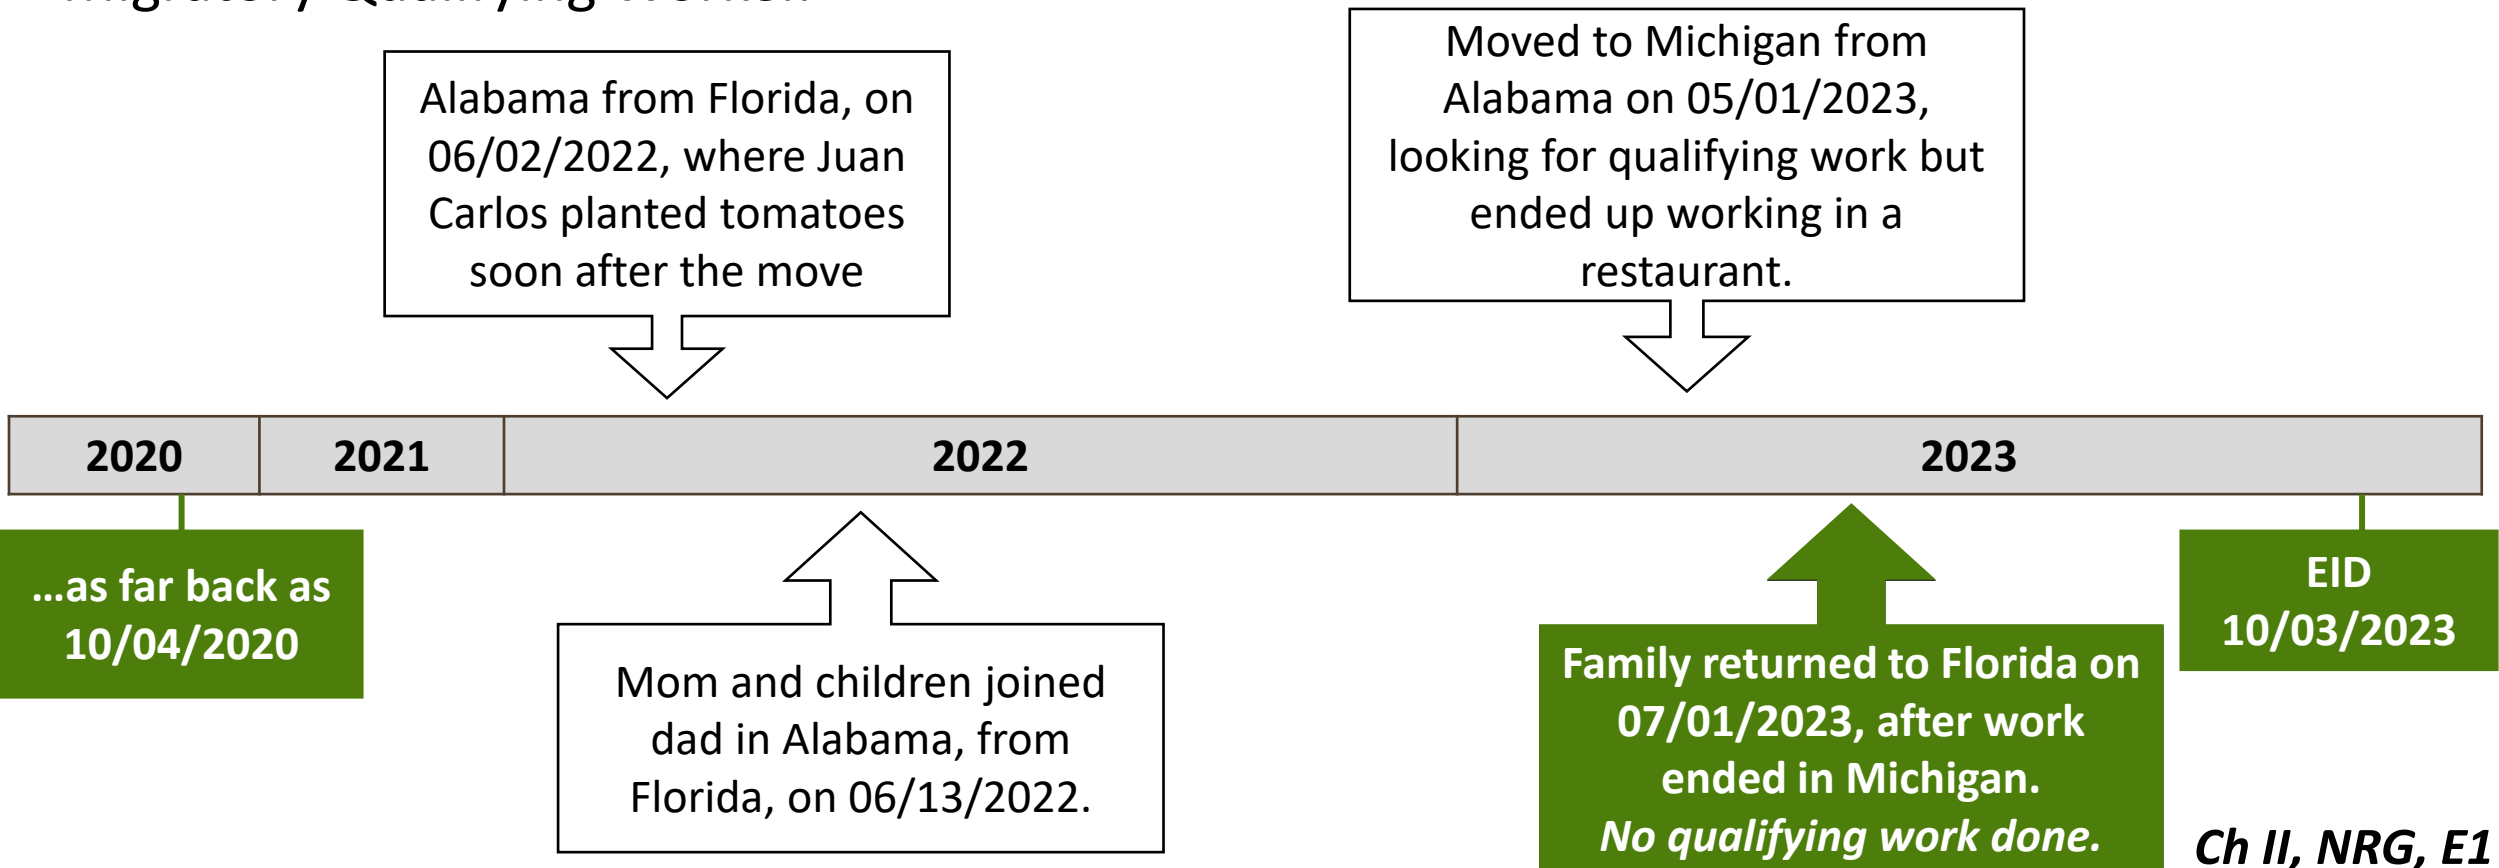 Migratory Qualifying Worker.
Alabama from Florida, on
06/02/2022, where Juan
Carlos planted tomatoes
soon after the move
Moved to Michigan from
Alabama on 05/01/2023,
looking for qualifying work but
ended up working in a
restaurant.
2020
2021
2022
2023
...as far back as
10/04/2020
Mom and children joined
dad in Alabama, from
Florida, on 06/13/2022.
Family returned to Florida on
07/01/2023, after work
ended in Michigan.
No qualifying work done.
EID
10/03/2023
Ch II, NRG, E1